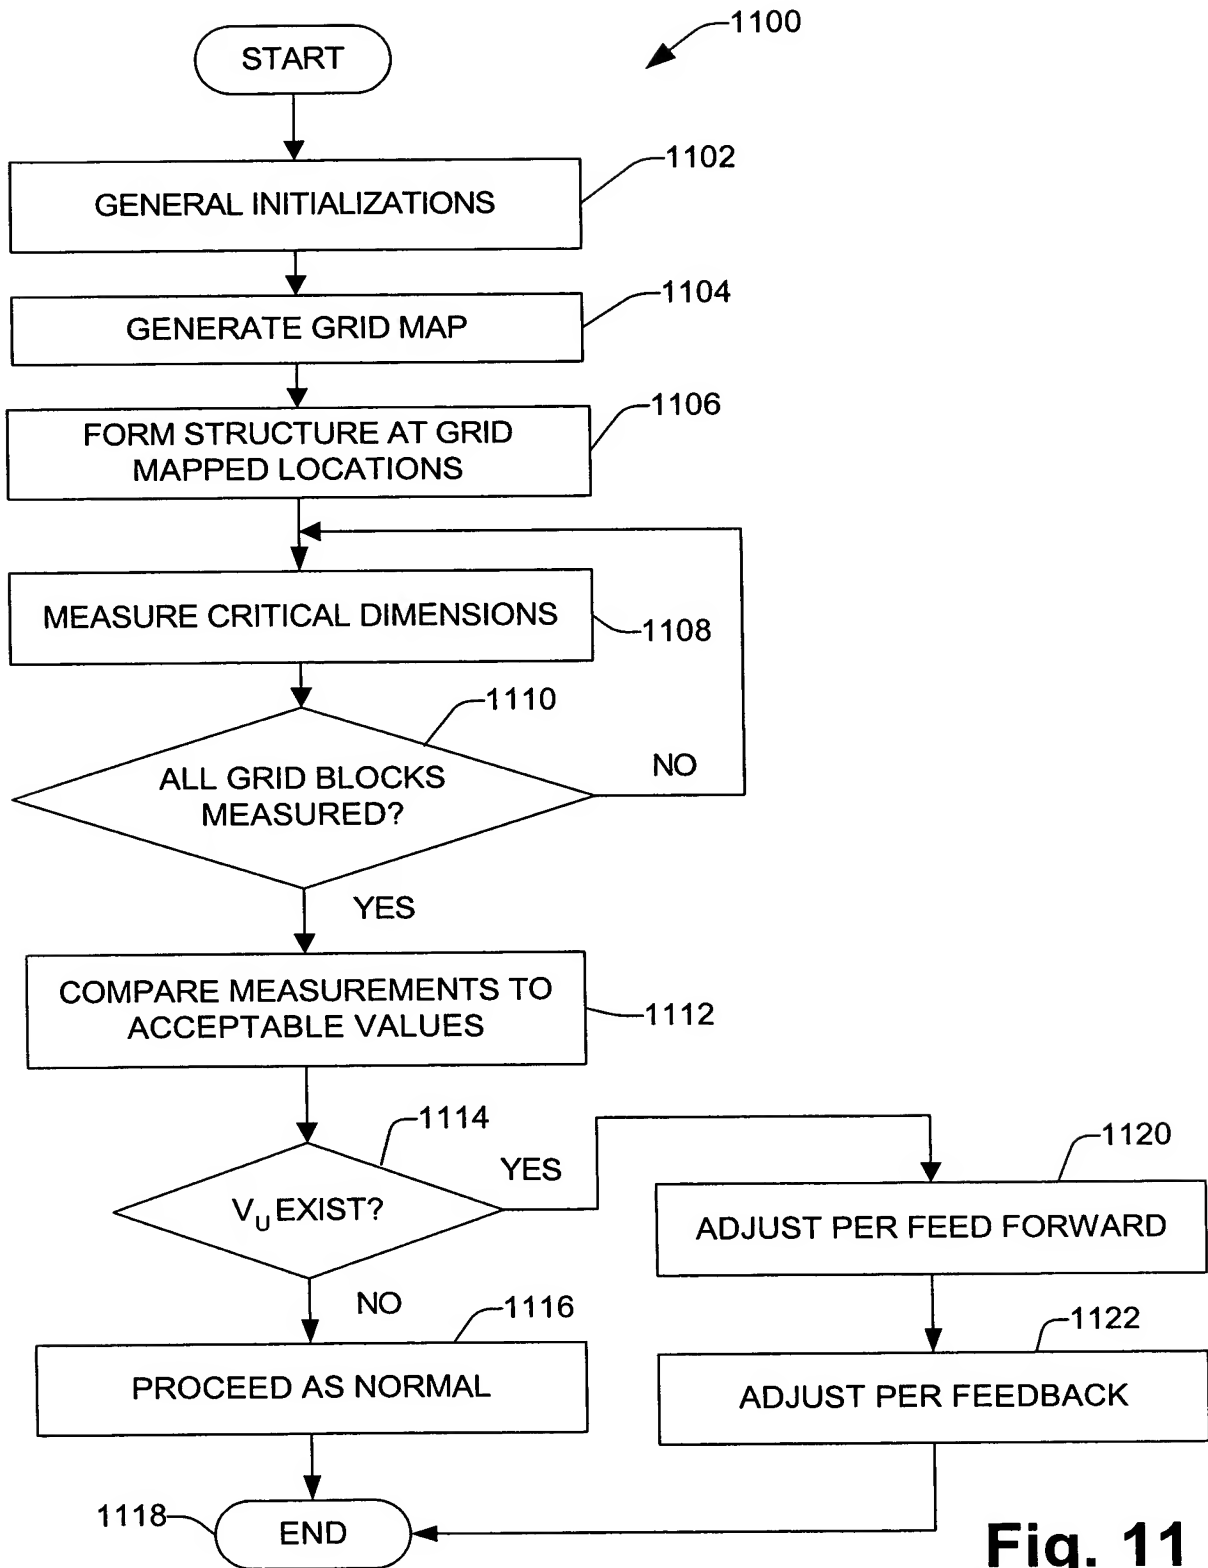 1100
START
1102
GENERAL INITIALIZATIONS
1104
GENERATE GRID MAP
1106
FORM STRUCTURE AT GRID
MAPPED LOCATIONS
MEASURE CRITICAL DIMENSIONS
1108
1110
ALL GRID BLOCKS
MEASURED?
NO
YES
COMPARE MEASUREMENTS TO
ACCEPTABLE VALUES
1112
1114
VU EXIST?
YES
1120
ADJUST PER FEED FORWARD
NO
1116
PROCEED AS NORMAL
1122
ADJUST PER FEEDBACK
1118
END
Fig. 11